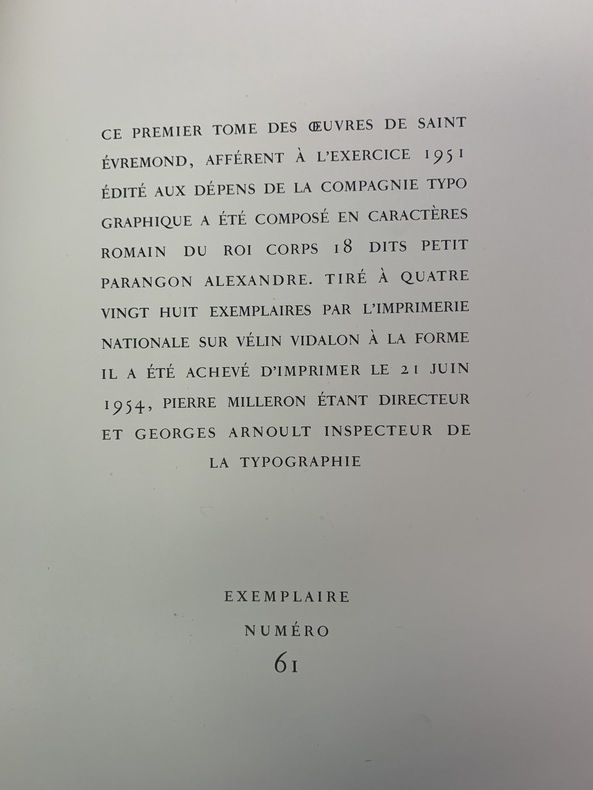 CE PREMIER TOME DES ŒUVRES DE SAINT
ÉVREMOND, AFFÉRENT À L'EXERCICE 1951
ÉDITÉ AUX DÉPENS DE LA COMPAGNIE TYPO
GRAPHIQUE A ÉTÉ COMPOSÉ EN CARACTÈRES
ROMAIN DU ROI CORPS 18 DITS PETIT
PARANGON ALEXANDRE. TIRÉ À QUATRE
VINGT HUIT EXEMPLAIRES PAR L'IMPRIMERIE
NATIONALE SUR VÉLIN VIDALON À LA FORME
IL A ÉTÉ ACHEVÉ D'IMPRIMER LE 21 JUIN
1954, PIERRE MILLERON ÉTANT DIRECTEUR
ET GEORGES ARNOULT INSPECTEUR DE
LA TYPOGRAPHIE
EXEMPLAIRE
NUMÉRO
61